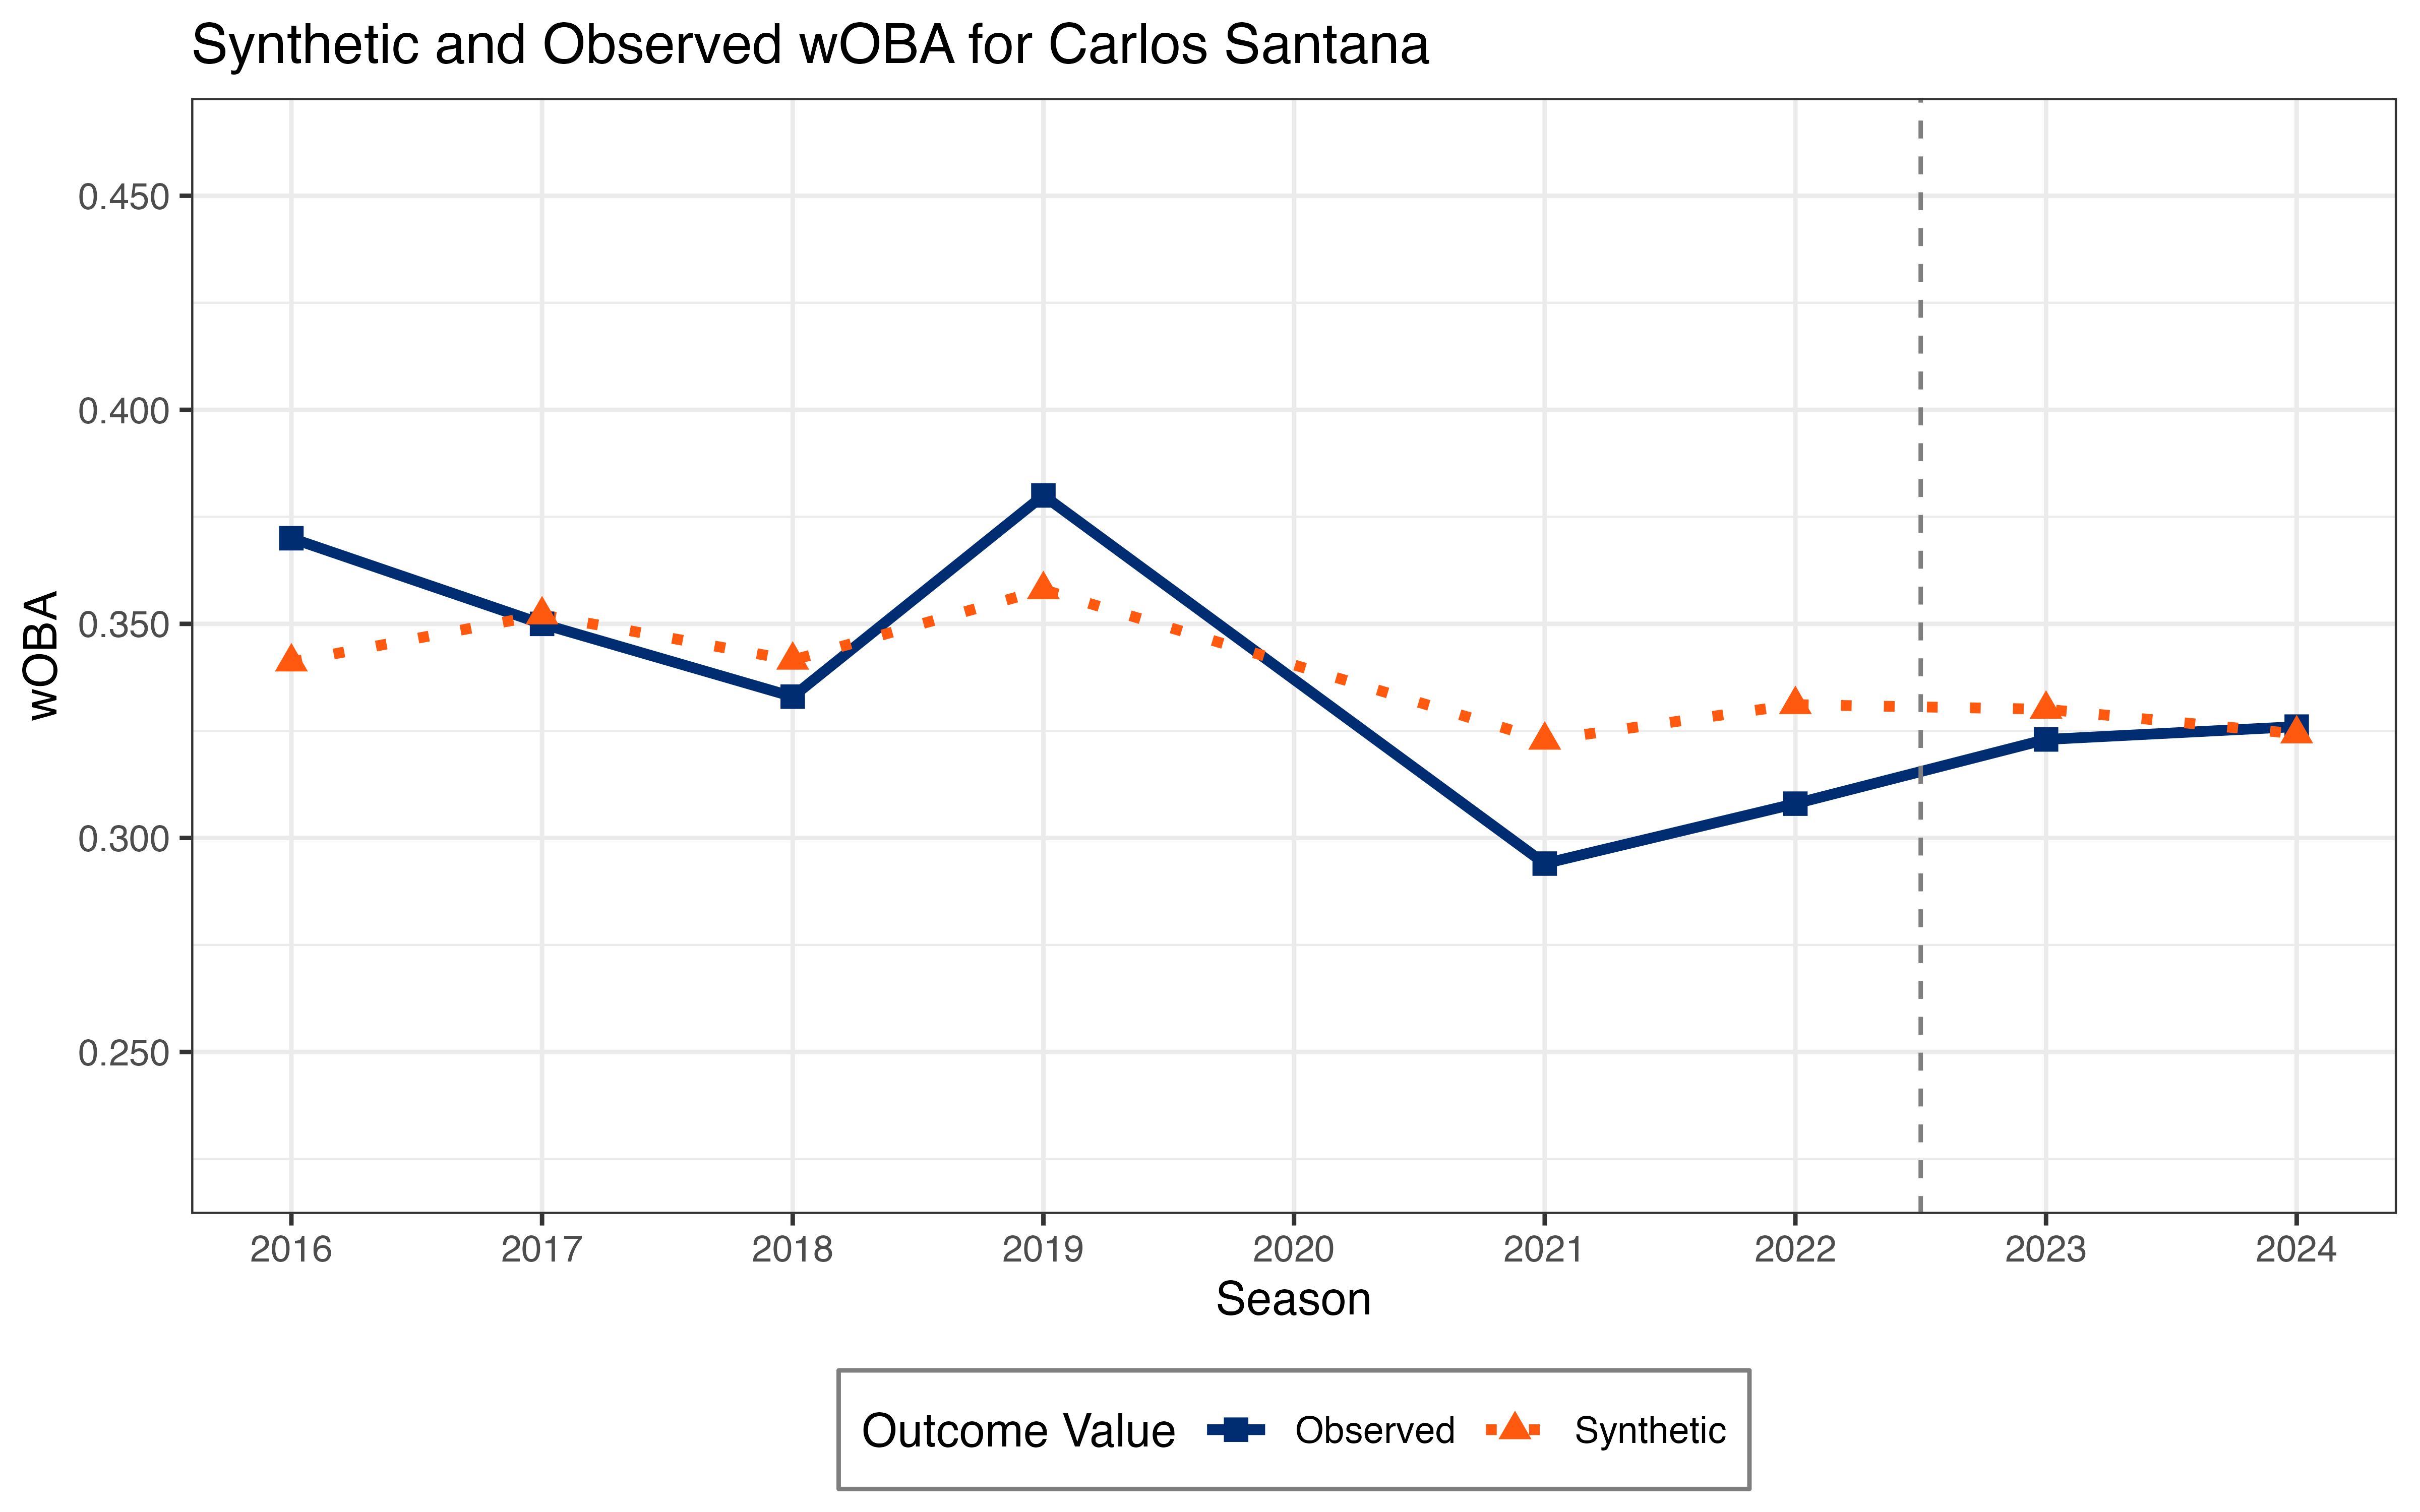 Synthetic and Observed wOBA for Carlos Santana
wOBA
0.450
0.400
0.350
0.300
0.250
2016 2017 2018 2019 2020 2021 2022 2023 2024
Season
Outcome Value Observed Synthetic